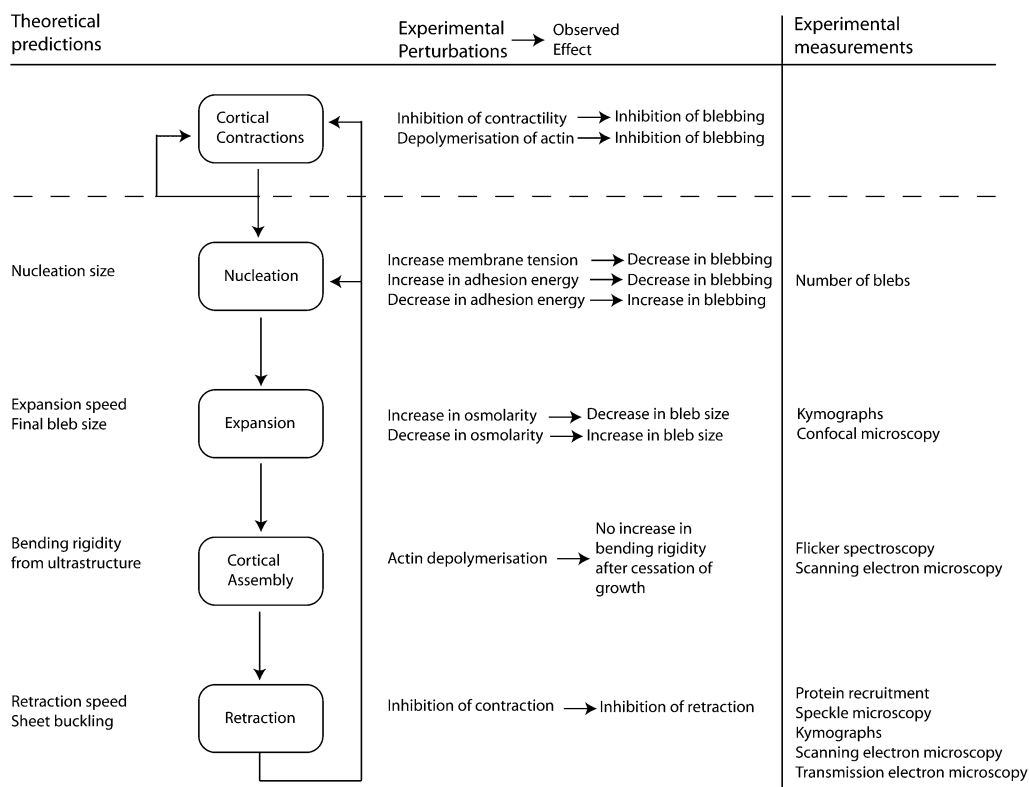 Theoretical
predictions
Experimental
Perturbations
Observed
Effect
Experimental
measurements
Cortical
Contractions
Inhibition of contractility
Inhibition of blebbing
Depolymerisation of actin
Inhibition of blebbing
Nucleation size
Nucleation
Increase membrane tension
Decrease in blebbing
Increase in adhesion energy
Decrease in blebbing
Decrease in adhesion energy
Increase in blebbing
Number of blebs
Expansion speed
Final bleb size
Expansion
Increase in osmolarity
Decrease in bleb size
Decrease in osmolarity
Increase in bleb size
Kymographs
Confocal microscopy
Bending rigidity
from ultrastructure
Cortical
Assembly
Actin depolymerisation
No increase in
bending rigidity
after cessation of
growth
Flicker spectroscopy
Scanning electron microscopy
Retraction speed
Sheet buckling
Retraction
Inhibition of contraction
Inhibition of retraction
Protein recruitment
Speckle microscopy
Kymographs
Scanning electron microscopy
Transmission electron microscopy